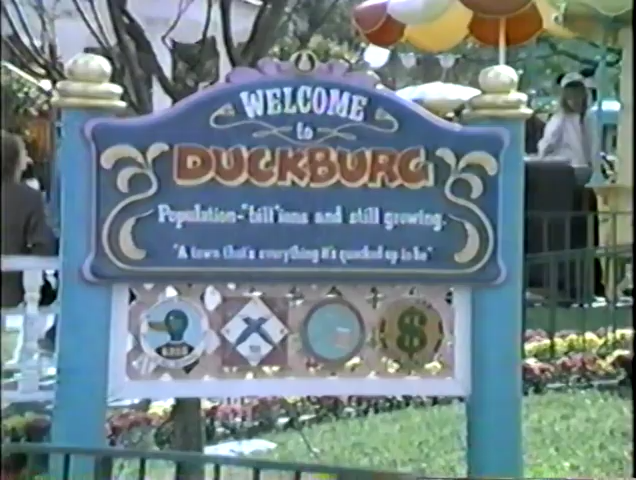 WELCOME
to
DUCKBURG
Population-"bill"ions and still growing.
"A town that's everything it's quacked up to be"
$